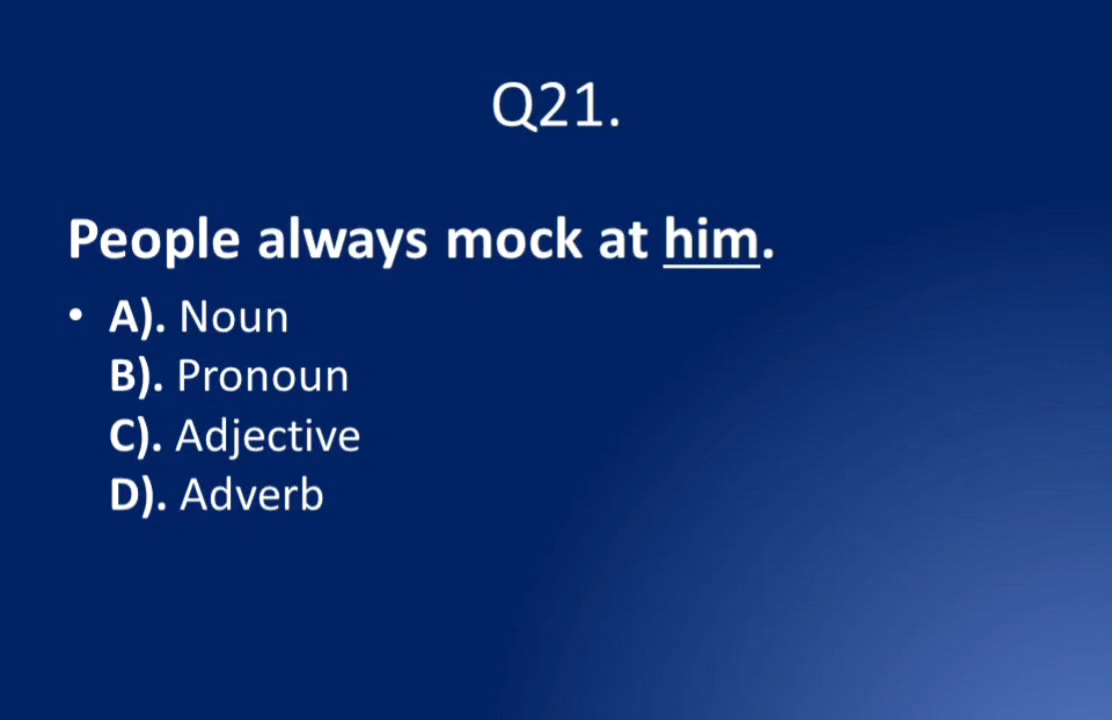 Q21.
People always mock at him.
• A). Noun
B). Pronoun
C). Adjective
D). Adverb